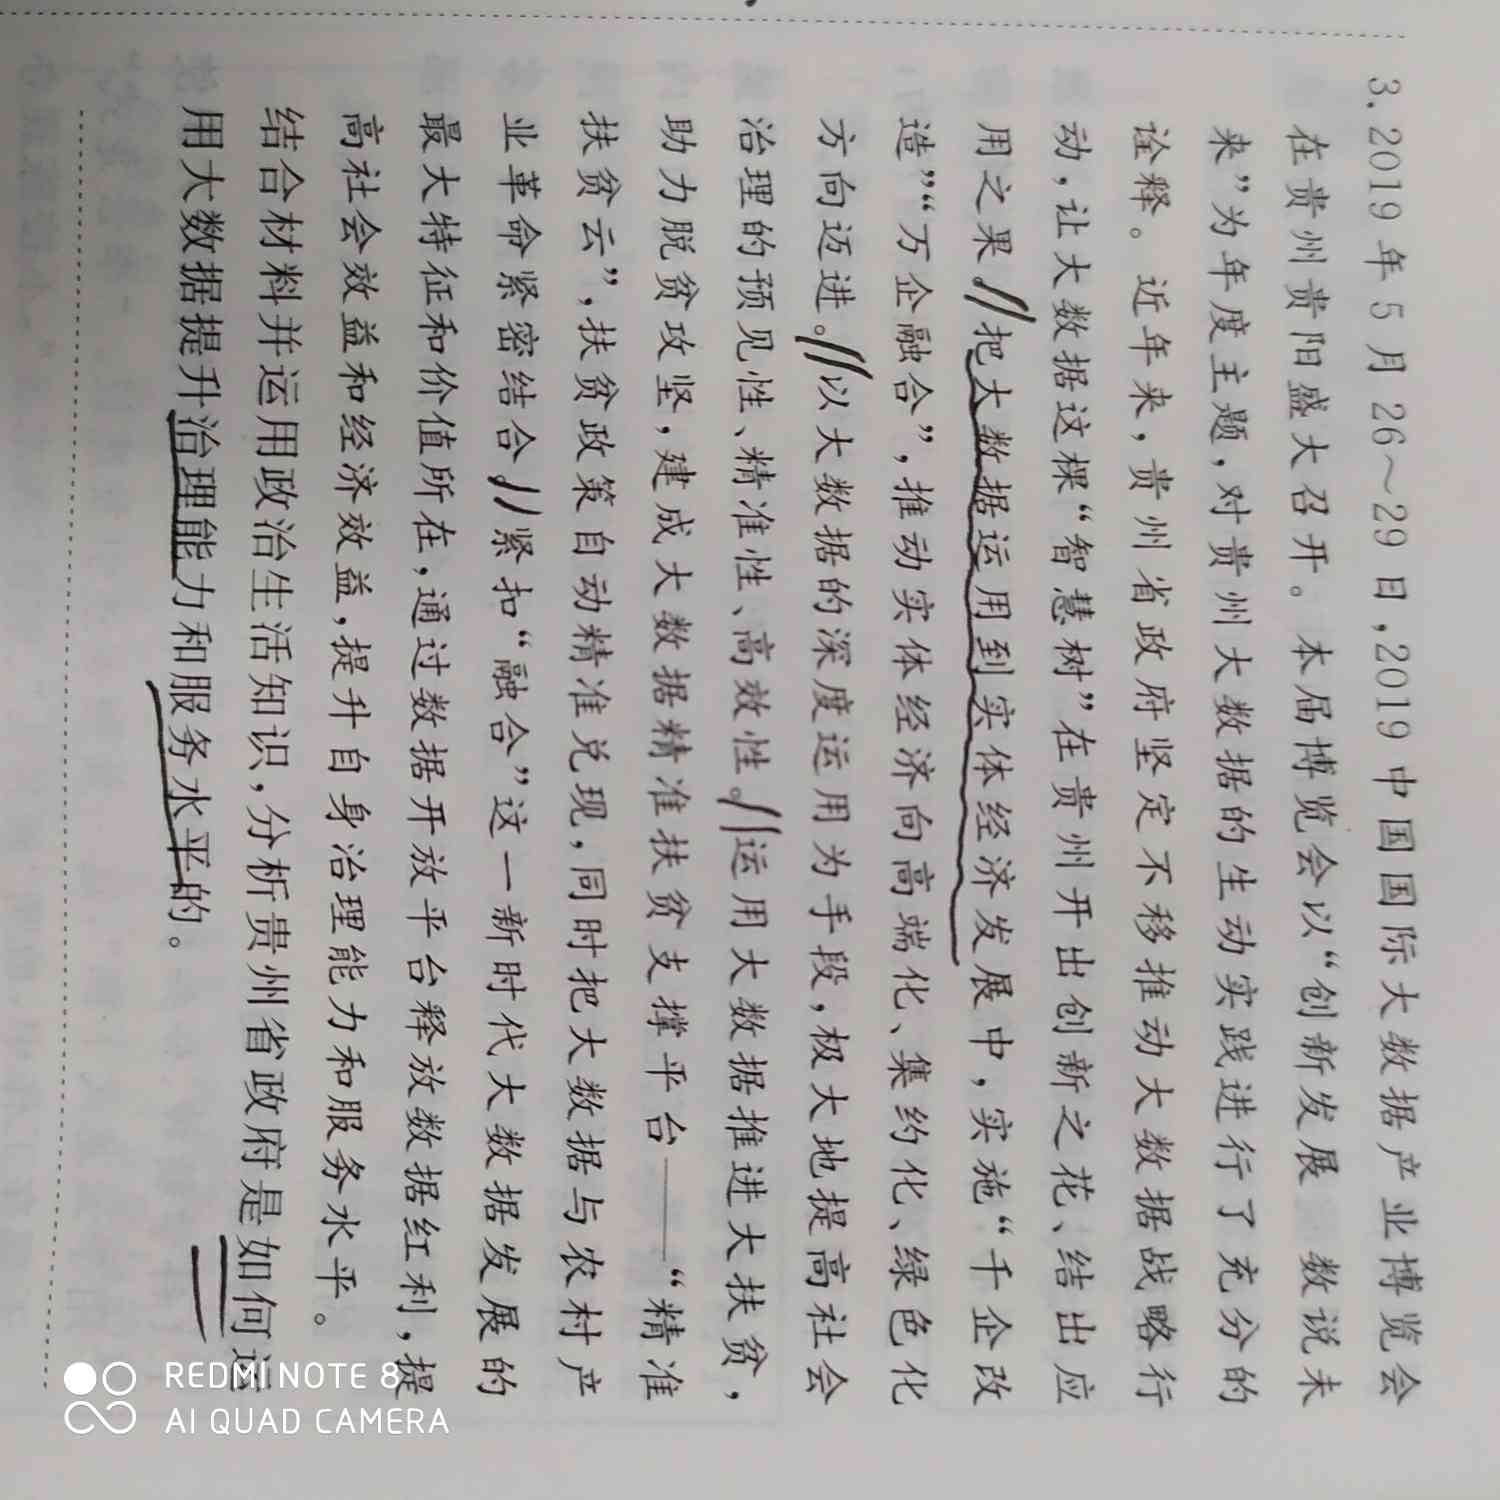 3. 2019年5月26～29日，2019中国国际大数据产业博览会
在贵州贵阳盛大召开。本届博览会以“创新发展 数说未
来”为年度主题，对贵州大数据的生动实践进行了充分的
诠释。近年来，贵州省政府坚定不移推动大数据战略行
动，让大数据这棵“智慧树”在贵州开出创新之花、结出应
用之果。把大数据运用到实体经济发展中，实施“千企改
造”“万企融合”，推动实体经济向高端化、集约化、绿色化
方向迈进。以大数据的深度运用为手段，极大地提高社会
治理的预见性、精准性、高效性。运用大数据推进大扶贫，
助力脱贫攻坚，建成大数据精准扶贫支撑平台——“精准
扶贫云”，扶贫政策自动精准兑现，同时把大数据与农村产
业革命紧密结合。紧扣“融合”这一新时代大数据发展的
最大特征和价值所在，通过数据开放平台释放数据红利，提
高社会效益和经济效益，提升自身治理能力和服务水平。
结合材料并运用政治生活知识，分析贵州省政府是如何运
用大数据提升治理能力和服务水平的。
REDMI NOTE 8
AI QUAD CAMERA